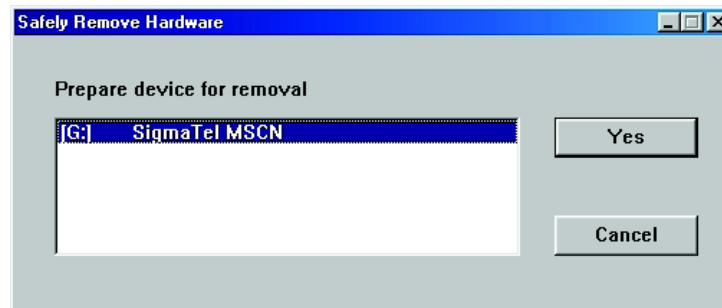 Safely Remove Hardware
Prepare device for removal
[G:] SigmaTel MSCN
Yes
Cancel